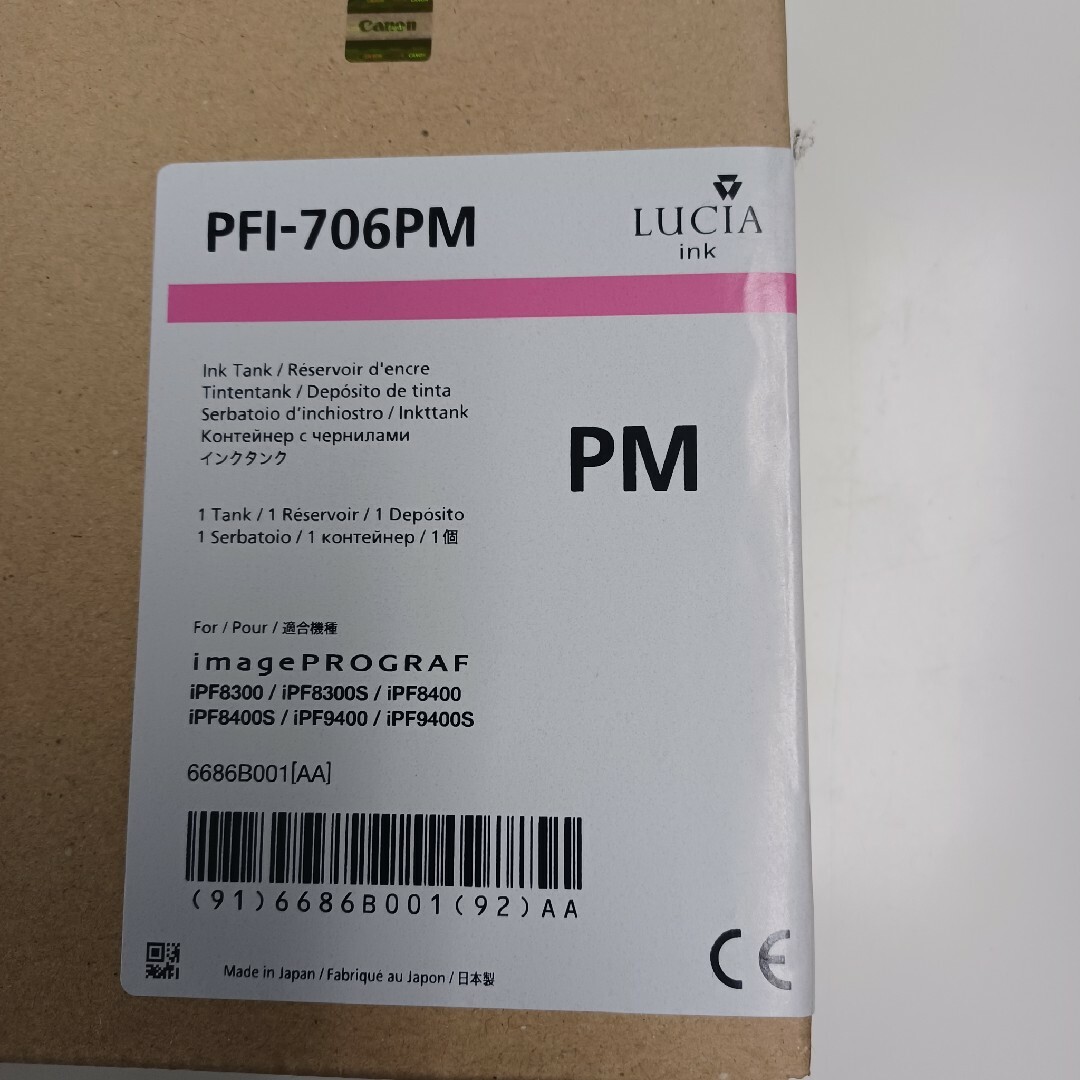 Canon
PFI-706PM
LUCIA
ink
Ink Tank / Réservoir d'encre
Tintentank / Depósito de tinta
Serbatoio d'inchiostro / Inkttank
Контейнер с чернилами
インクタンク
PM
1 Tank / 1 Réservoir / 1 Depósito
1 Serbatoio / 1 контейнер / 1個
For / Pour / 適合機種
imagePROGRAF
iPF8300 / iPF8300S / iPF8400
iPF8400S / iPF9400 / iPF9400S
6686B001[AA]
(91)6686B001(92)AA
Made in Japan / Fabriqué au Japon / 日本製
CE